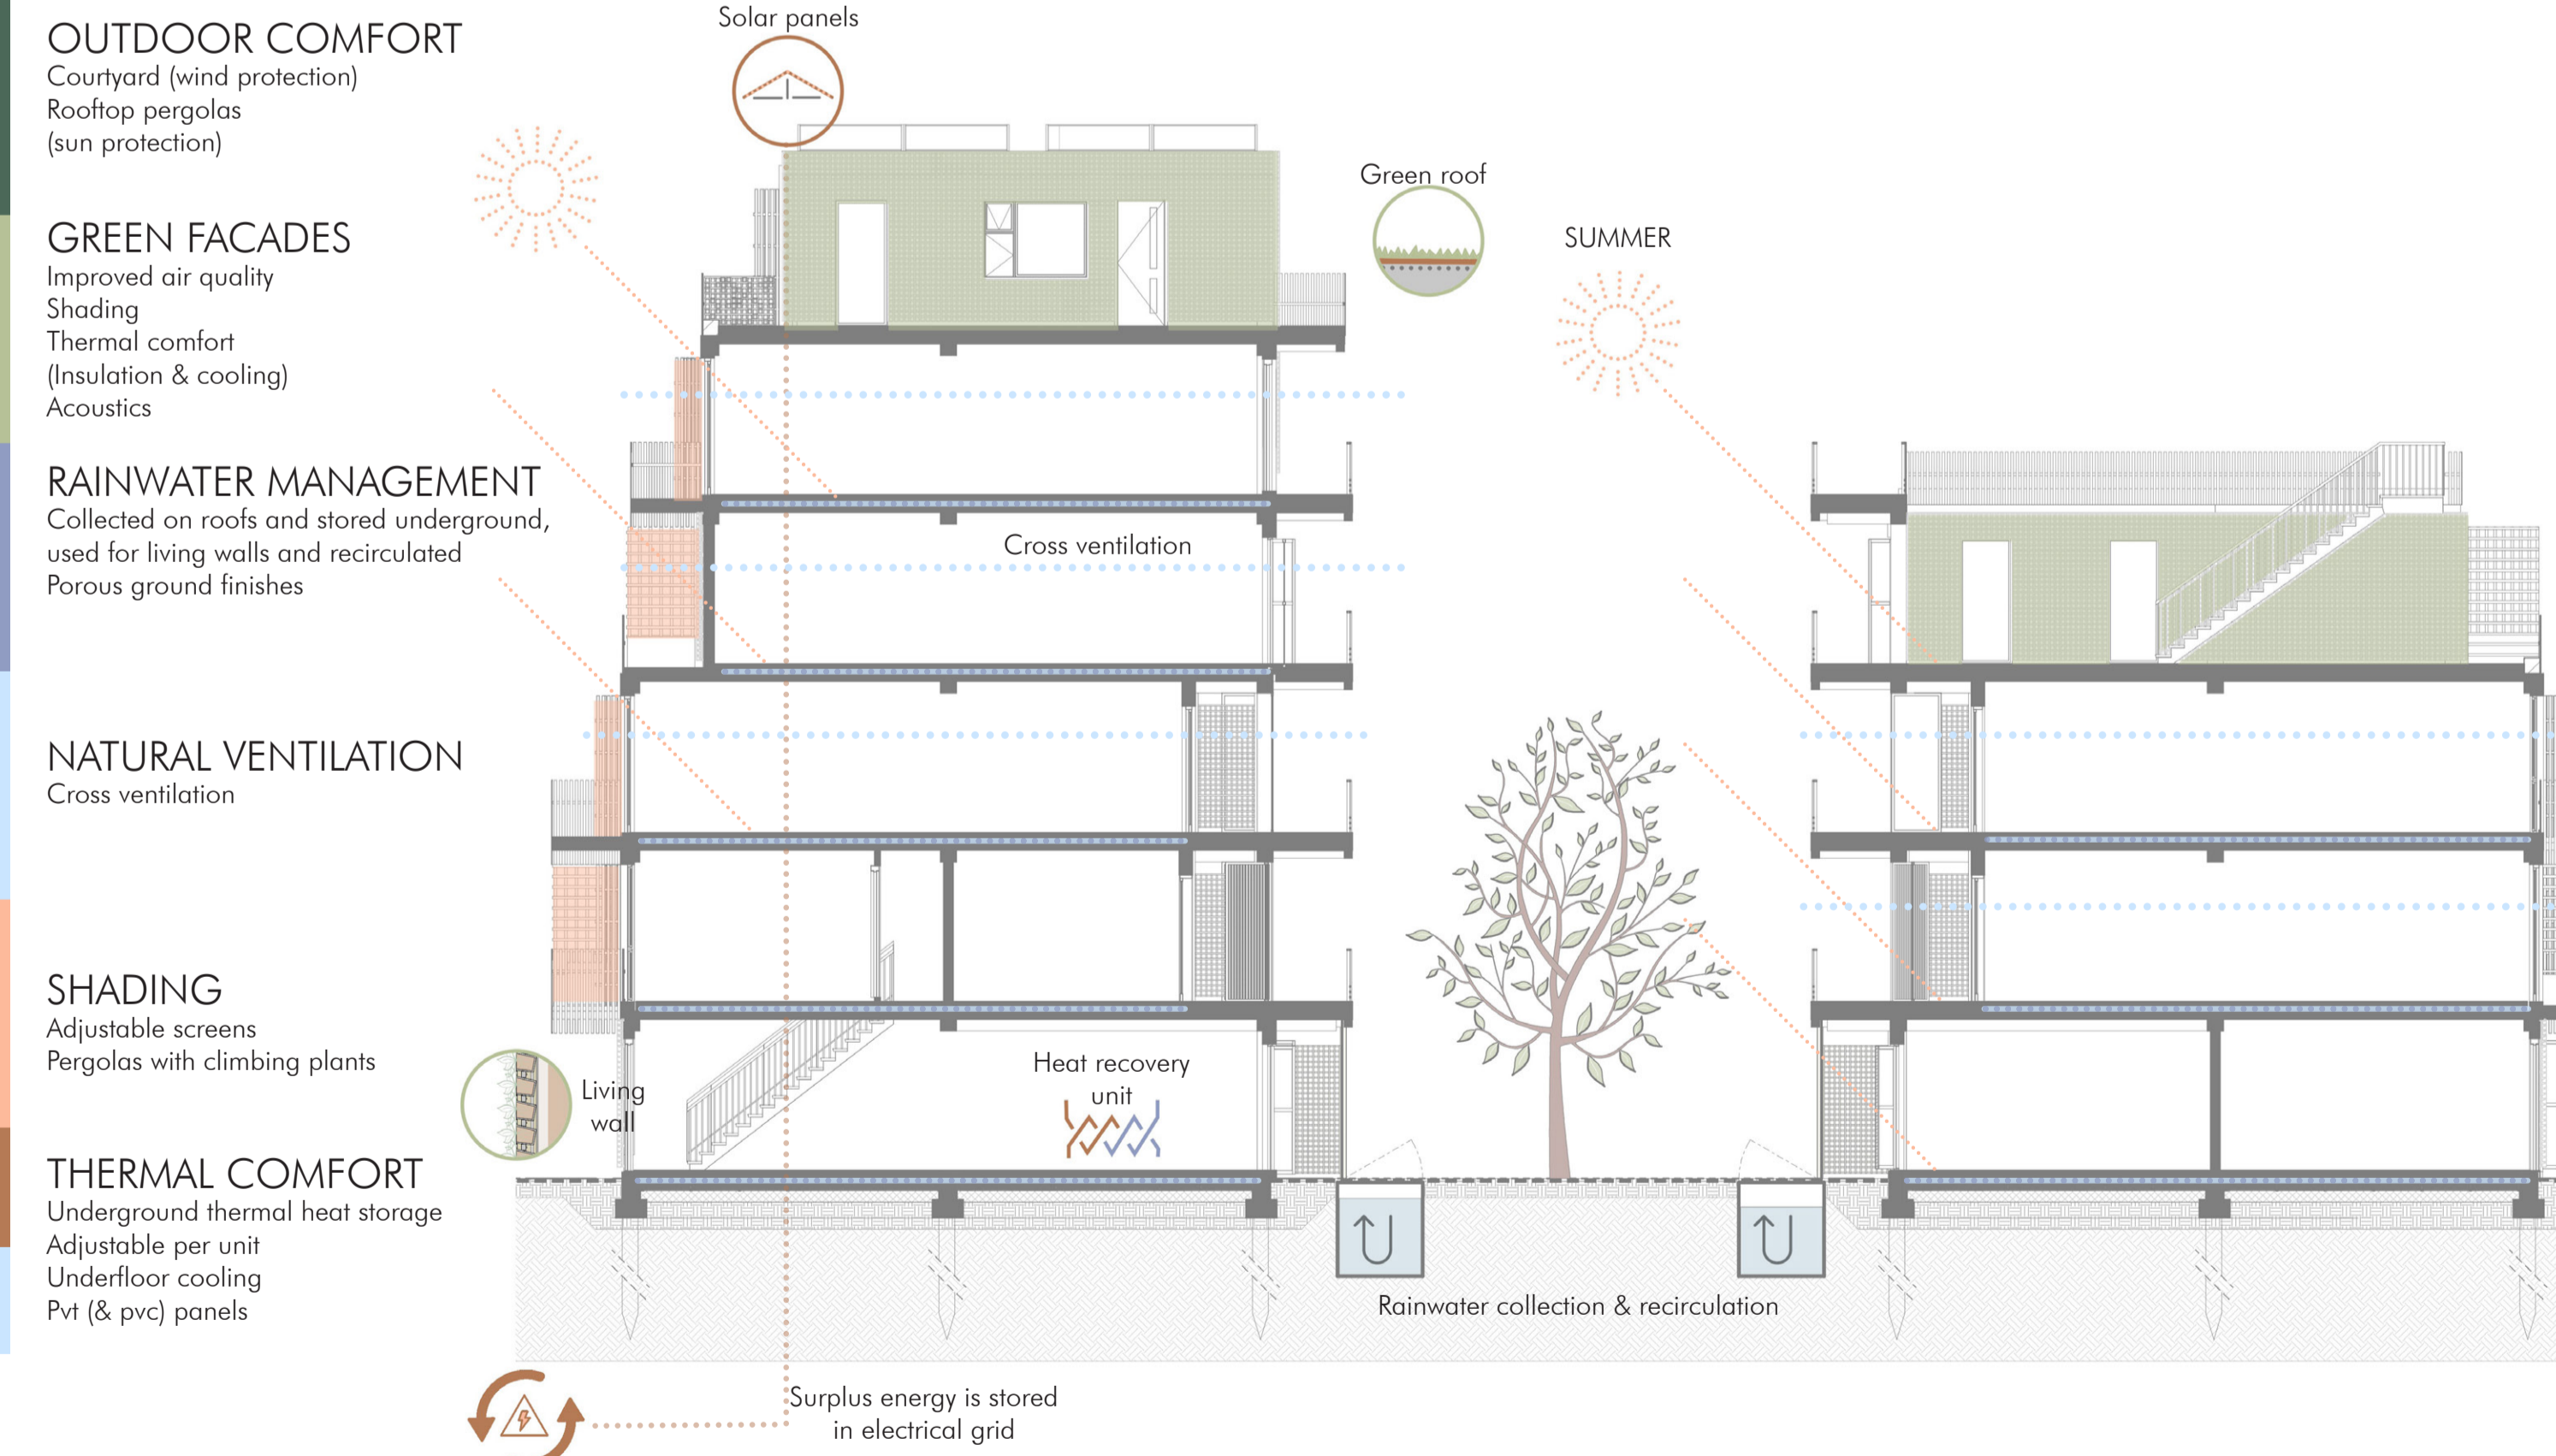 OUTDOOR COMFORT
Courtyard (wind protection)
Rooftop pergolas
(sun protection)
GREEN FACADES
Improved air quality
Shading
Thermal comfort
(Insulation & cooling)
Acoustics
RAINWATER MANAGEMENT
Collected on roofs and stored underground,
used for living walls and recirculated
Porous ground finishes
NATURAL VENTILATION
Cross ventilation
SHADING
Adjustable screens
Pergolas with climbing plants
THERMAL COMFORT
Underground thermal heat storage
Adjustable per unit
Underfloor cooling
Pvt (& pvc) panels
Solar panels
Green roof
SUMMER
Cross ventilation
Living
wall
Heat recovery
unit
Rainwater collection & recirculation
Surplus energy is stored
in electrical grid